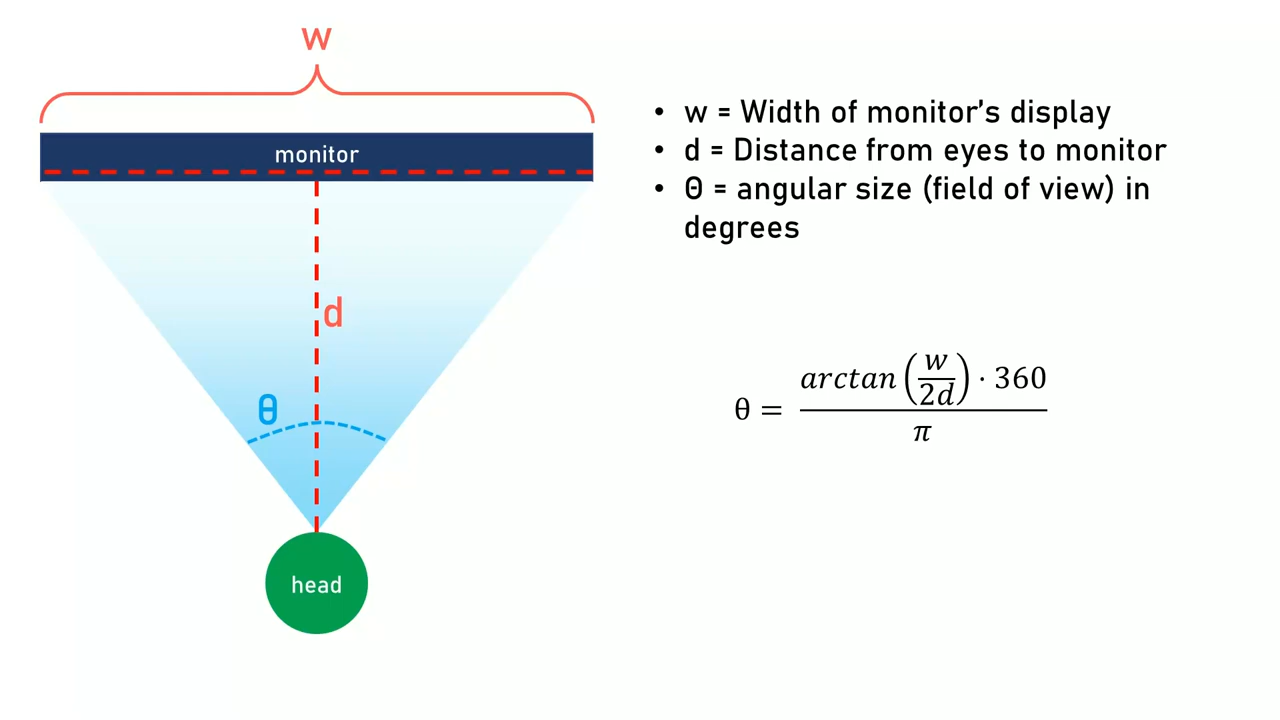 w
monitor
d
θ
head
• w = Width of monitor's display
• d = Distance from eyes to monitor
• θ = angular size (field of view) in
degrees
θ = arctan (w/2d) · 360 / π